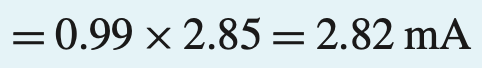 = 0.99 × 2.85 = 2.82 mA